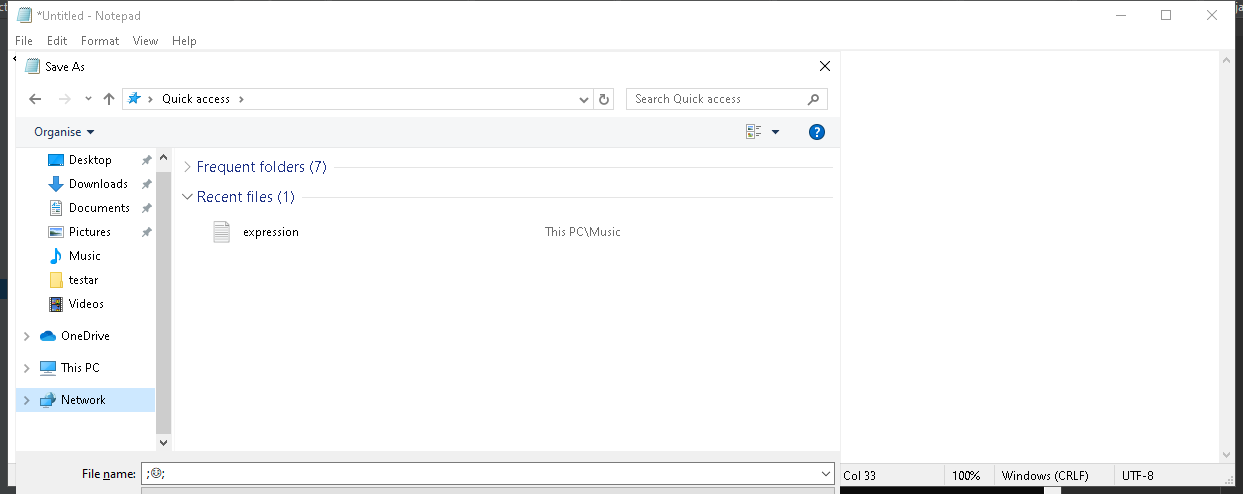 *Untitled - Notepad
File Edit Format View Help
Save As
Quick access
Search Quick access
Organise
Desktop
Downloads
Documents
Pictures
Music
testar
Videos
OneDrive
This PC
Network
Frequent folders (7)
Recent files (1)
expression This PC\Music
File name: ;☺;
Col 33 100% Windows (CRLF) UTF-8